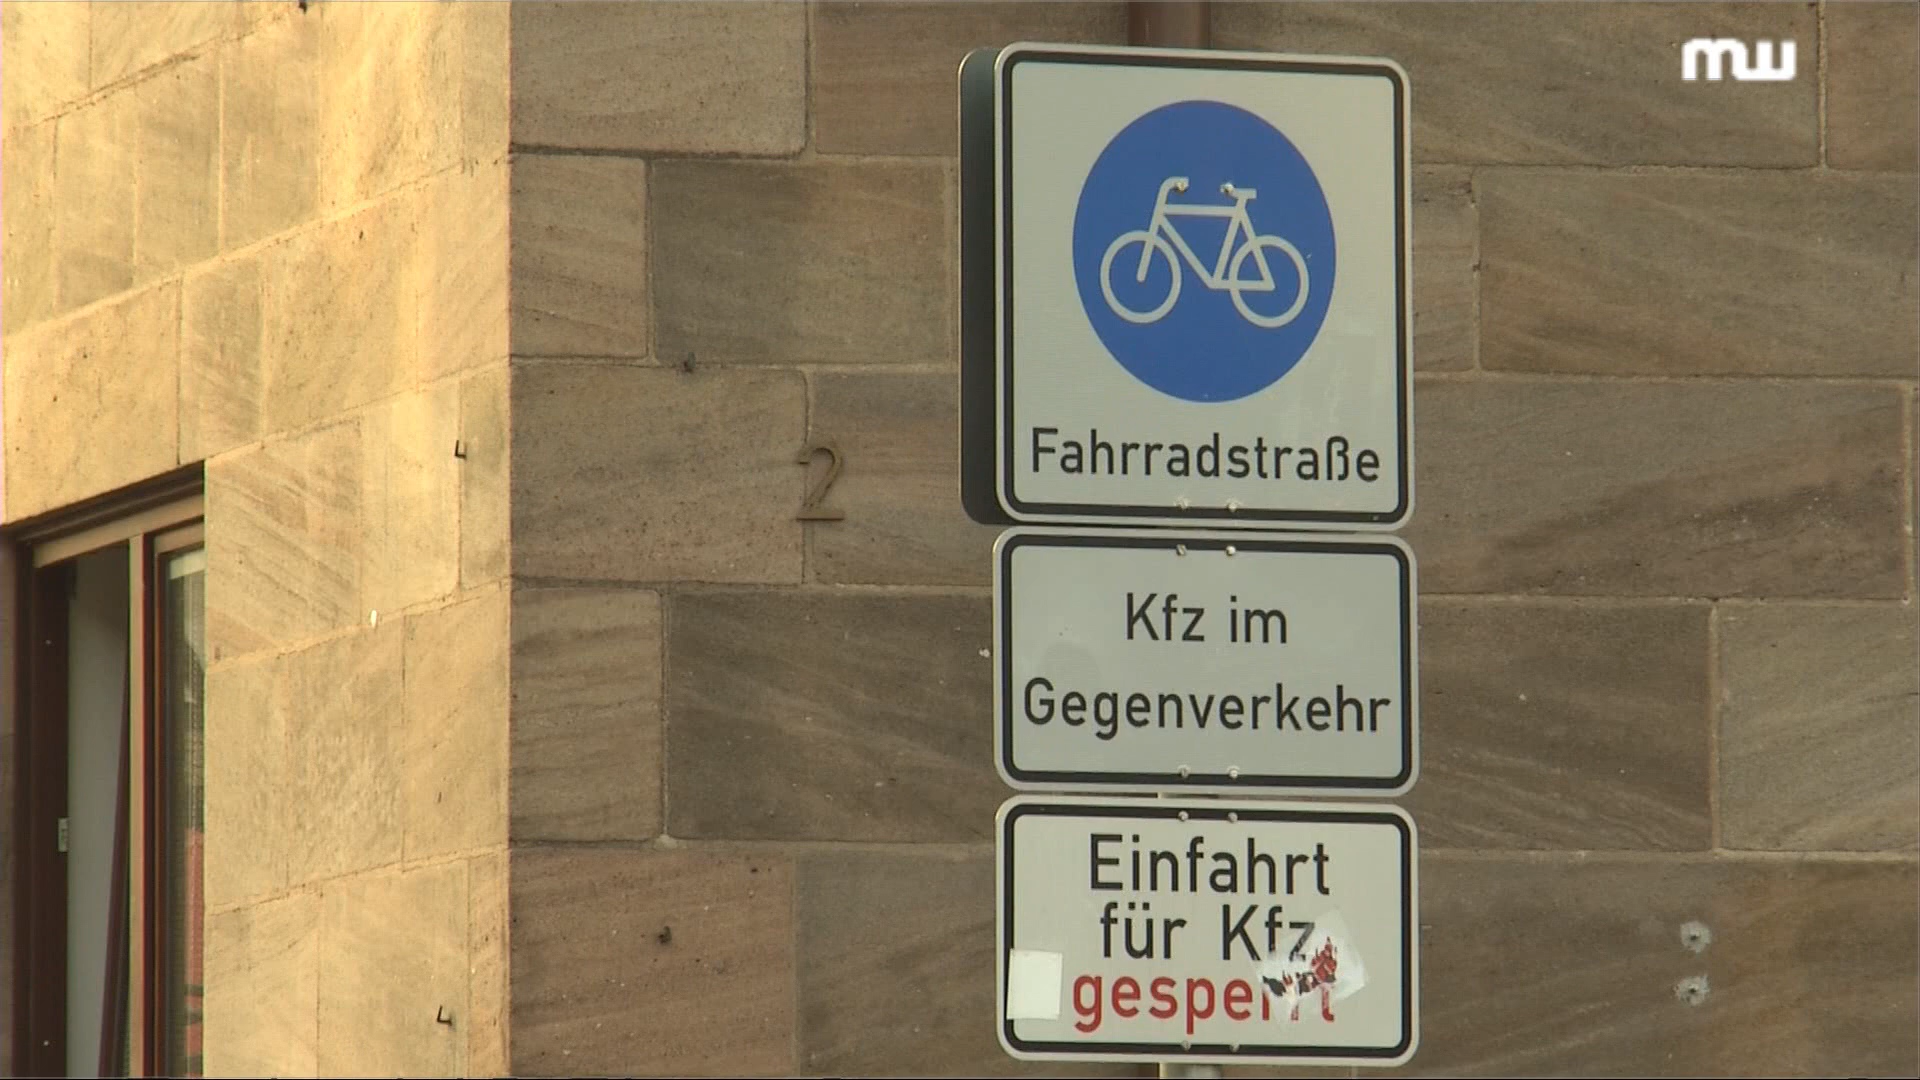 mw
2
Fahrradstraße
Kfz im
Gegenverkehr
Einfahrt
für Kfz
gesperrt